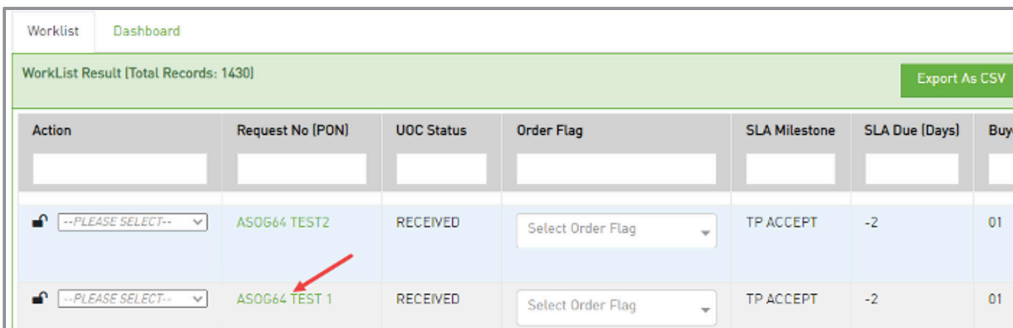 Worklist Dashboard
WorkList Result (Total Records: 1430)
Export As CSV
Action Request No (PON) UOC Status Order Flag SLA Milestone SLA Due (Days)
--PLEASE SELECT-- ASOG64 TEST2 RECEIVED Select Order Flag TP ACCEPT -2 01
--PLEASE SELECT-- ASOG64 TEST 1 RECEIVED Select Order Flag TP ACCEPT -2 01